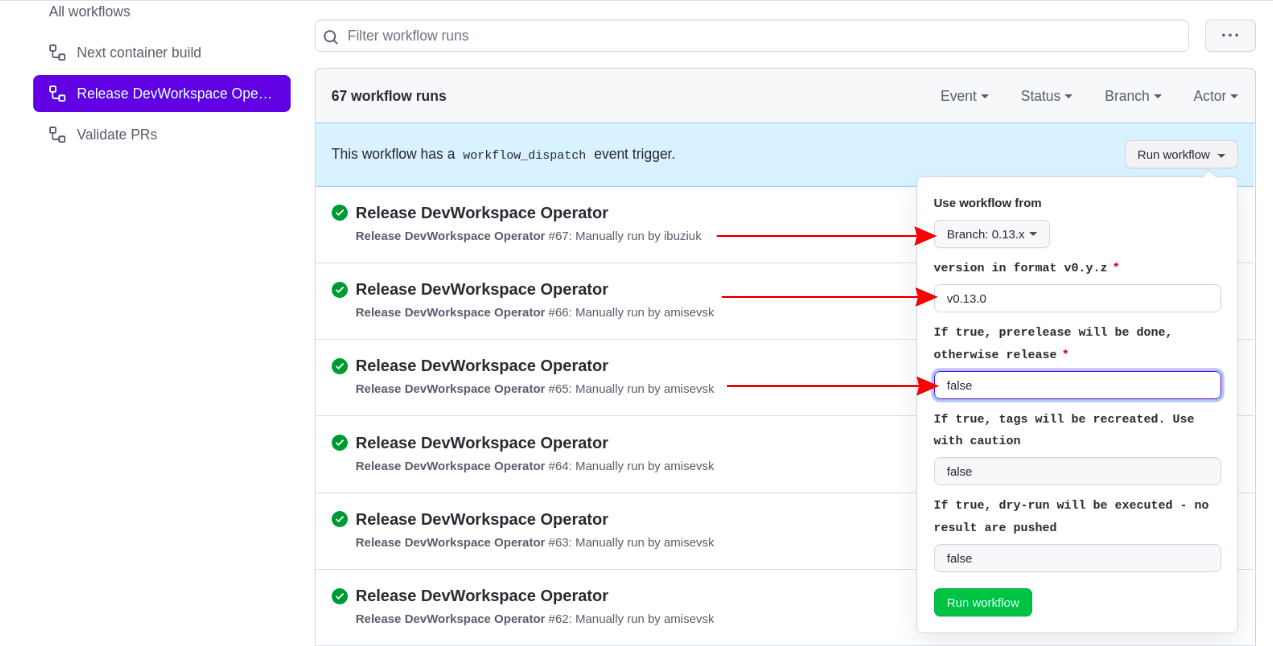 All workflows
Next container build
Release DevWorkspace Ope...
Validate PRs
Filter workflow runs
67 workflow runs
Event
Status
Branch
Actor
This workflow has a workflow_dispatch event trigger.
Run workflow
Release DevWorkspace Operator
Release DevWorkspace Operator #67: Manually run by ibuziuk
Release DevWorkspace Operator
Release DevWorkspace Operator #66: Manually run by amisevsk
Release DevWorkspace Operator
Release DevWorkspace Operator #65: Manually run by amisevsk
Release DevWorkspace Operator
Release DevWorkspace Operator #64: Manually run by amisevsk
Release DevWorkspace Operator
Release DevWorkspace Operator #63: Manually run by amisevsk
Release DevWorkspace Operator
Release DevWorkspace Operator #62: Manually run by amisevsk
Use workflow from
Branch: 0.13.x
version in format v0.y.z *
v0.13.0
If true, prerelease will be done,
otherwise release *
false
If true, tags will be recreated. Use
with caution
false
If true, dry-run will be executed - no
result are pushed
false
Run workflow